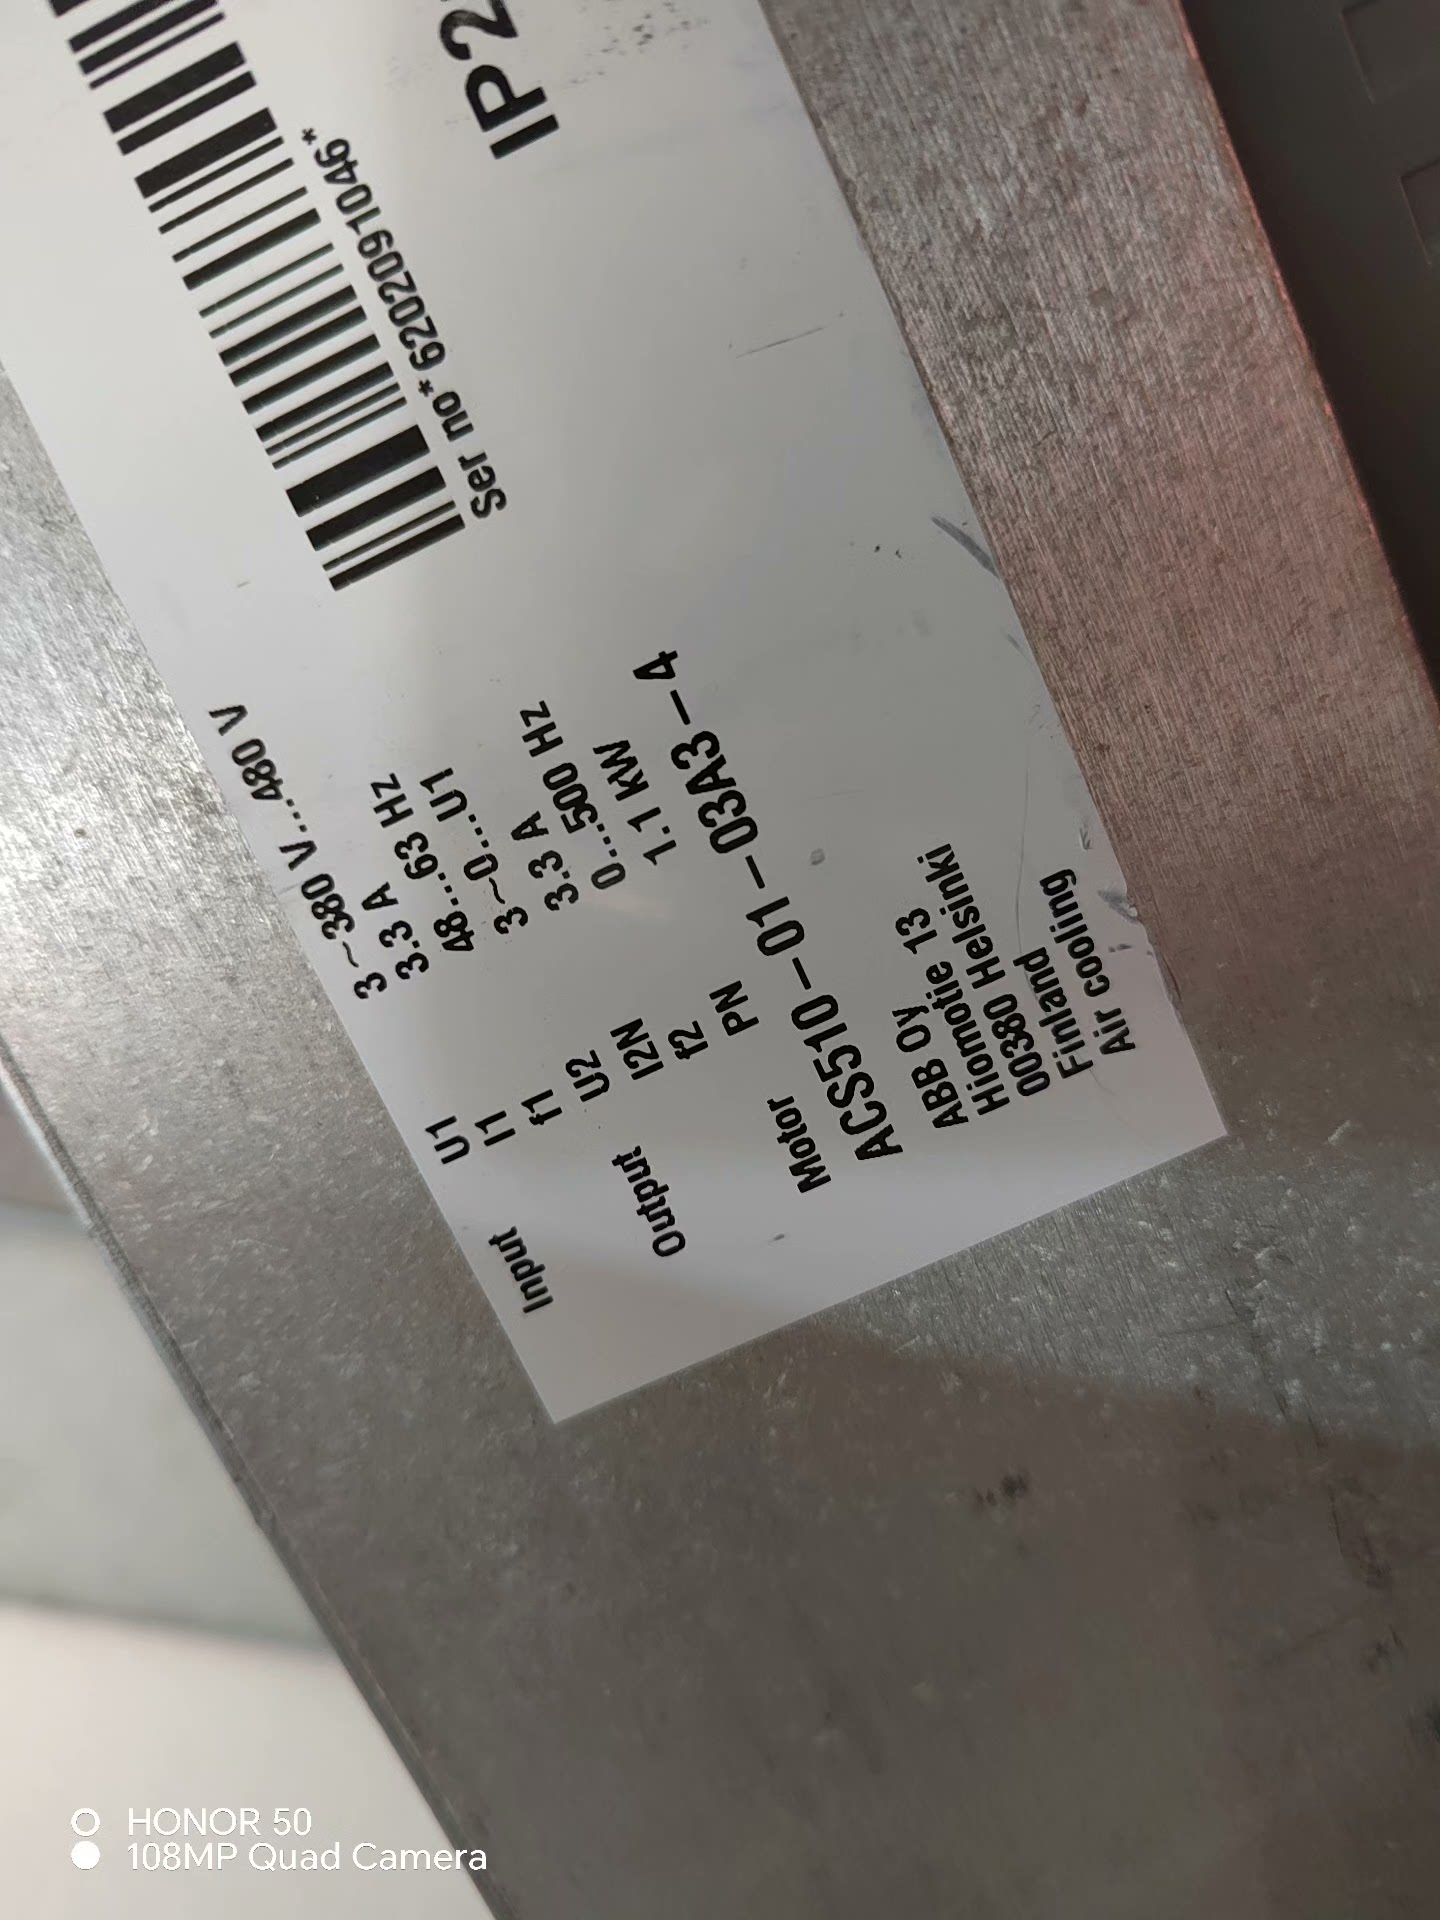 Input U1 3~380 V...480 V
I1 3.3 A
f1 48...63 Hz
Output U2 3~0...U1
I2N 3.3 A
f2 0...500 Hz
Motor PN 1.1 kW
ACS510-01-03A3-4
ABB Oy
Hiomotie 13
00380 Helsinki
Finland
Air cooling
Ser no*6202091046*
HONOR 50
108MP Quad Camera